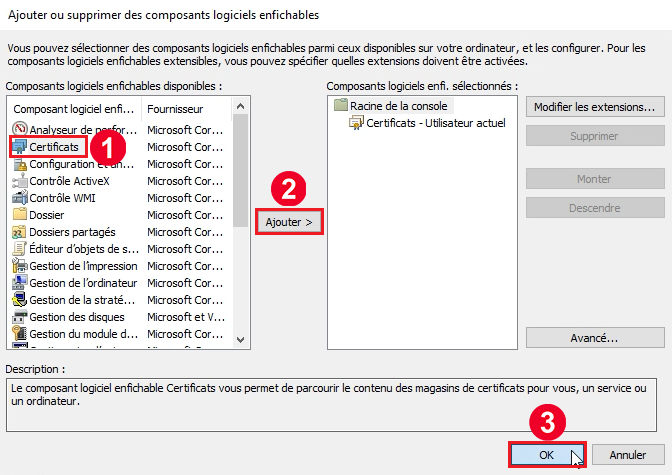 Ajouter ou supprimer des composants logiciels enfichables
Vous pouvez sélectionner des composants logiciels enfichables parmi ceux disponibles sur votre ordinateur, et les configurer. Pour les
composants logiciels enfichables extensibles, vous pouvez spécifier quelles extensions doivent être activées.
Composants logiciels enfichables disponibles :
Composant logiciel enfi... Fournisseur
Analyseur de perfor... Microsoft Cor...
Certificats Microsoft Cor...
1
Configuration et an... Microsoft Cor...
Contrôle ActiveX Microsoft Cor...
Contrôle WMI Microsoft Cor...
Dossier Microsoft Cor...
Dossiers partagés Microsoft Cor...
Éditeur d'objets de s... Microsoft Cor...
Gestion de l'impression Microsoft Cor...
Gestion de l'ordinateur Microsoft Cor...
Gestion de la straté... Microsoft Cor...
Gestion des disques Microsoft et V...
Gestion du module d... Microsoft Cor...
2
Ajouter >
Composants logiciels enfi. sélectionnés :
Racine de la console
Certificats - Utilisateur actuel
Modifier les extensions...
Supprimer
Monter
Descendre
Avancé...
Description :
Le composant logiciel enfichable Certificats vous permet de parcourir le contenu des magasins de certificats pour vous, un service ou
un ordinateur.
3
OK
Annuler